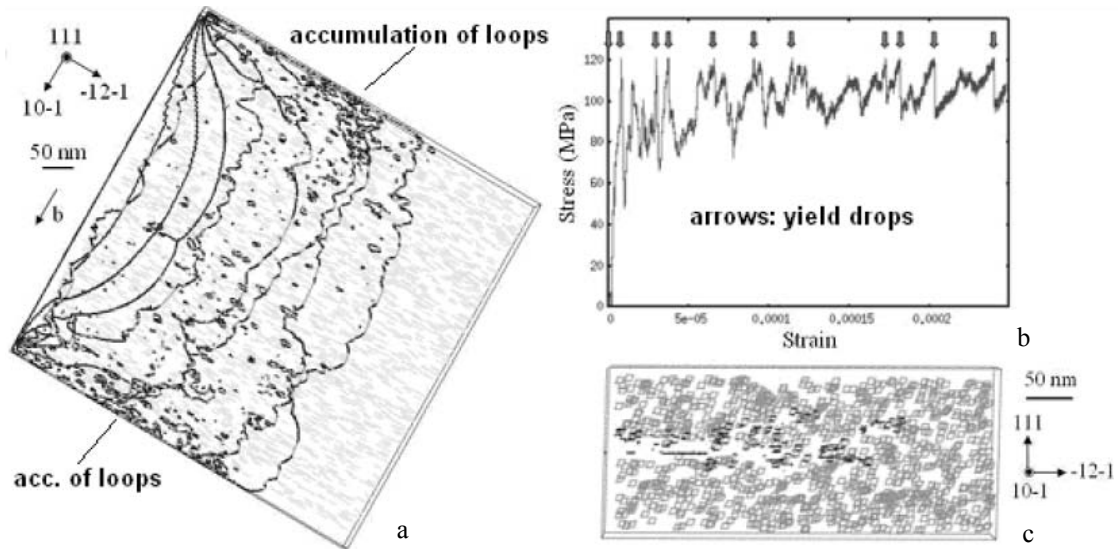 accumulation of loops
111
-12-1
10-1
50 nm
b
acc. of loops
a
Stress (MPa)
120
100
80
60
40
20
0
arrows: yield drops
0
5e-05
0.0001
0.00015
0.0002
Strain
b
50 nm
111
-12-1
10-1
c